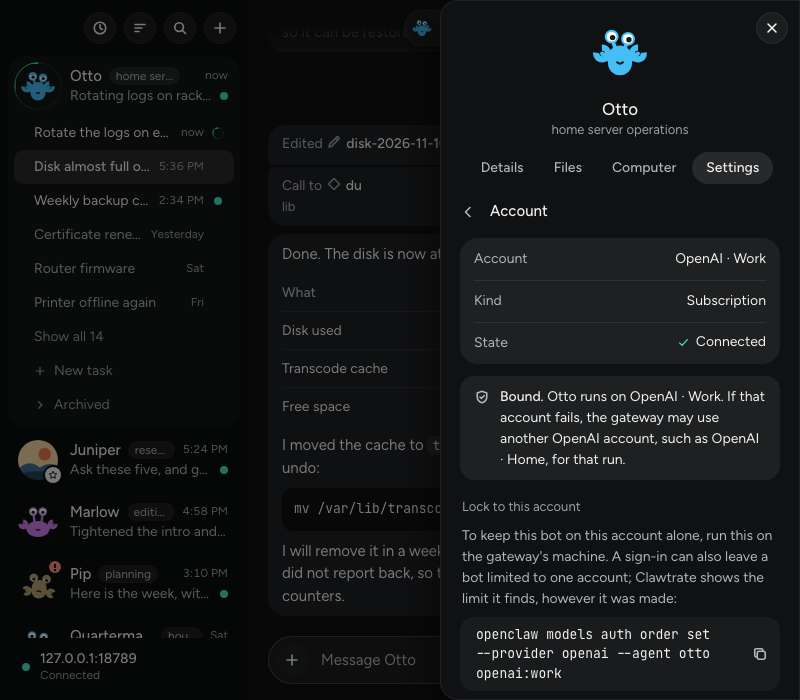 Otto
home ser...
now
Rotating logs on rack...
Rotate the logs on e...
now
Disk almost full o...
5:36 PM
Weekly backup c...
2:34 PM
Certificate rene...
Yesterday
Router firmware
Sat
Printer offline again
Fri
Show all 14
+ New task
Archived
Juniper
rese...
5:24 PM
Ask these five, and g...
Marlow
editi...
4:58 PM
Tightened the intro and...
Pip
planning
3:10 PM
Here is the week, wit...
Quarterma
hou...
Sat
127.0.0.1:18789
Connected
so it can be restor
Edited
disk-2026-11-1
Call to
du
lib
Done. The disk is now at
What
Disk used
Transcode cache
Free space
I moved the cache to
undo:
mv /var/lib/transco
I will remove it in a week
did not report back, so t
counters.
Message Otto
Otto
home server operations
Details
Files
Computer
Settings
Account
Account
OpenAI · Work
Kind
Subscription
State
Connected
Bound. Otto runs on OpenAI · Work. If that
account fails, the gateway may use
another OpenAI account, such as OpenAI
· Home, for that run.
Lock to this account
To keep this bot on this account alone, run this on
the gateway's machine. A sign-in can also leave a
bot limited to one account; Clawtrate shows the
limit it finds, however it was made:
openclaw models auth order set
--provider openai --agent otto
openai:work